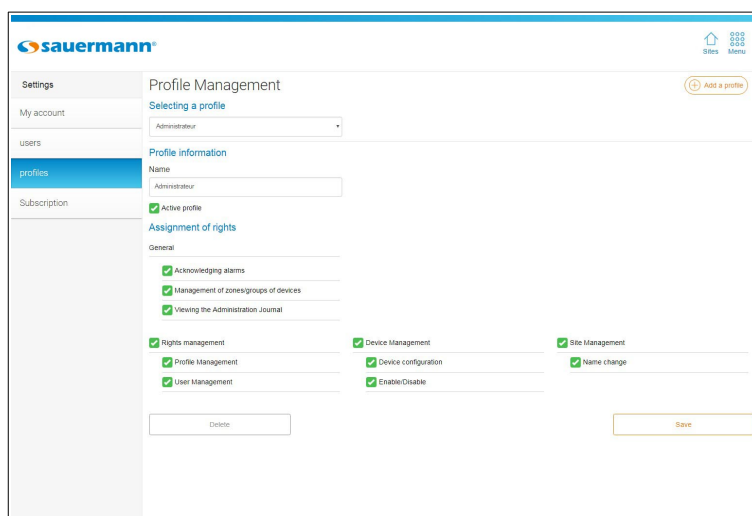 sauermann®
Sites Menu
Settings
My account
users
profiles
Subscription
Profile Management
Add a profile
Selecting a profile
Administrateur
Profile information
Name
Administrateur
Active profile
Assignment of rights
General
Acknowledging alarms
Management of zones/groups of devices
Viewing the Administration Journal
Rights management Device Management Site Management
Profile Management Device configuration Name change
User Management Enable/Disable
Delete Save